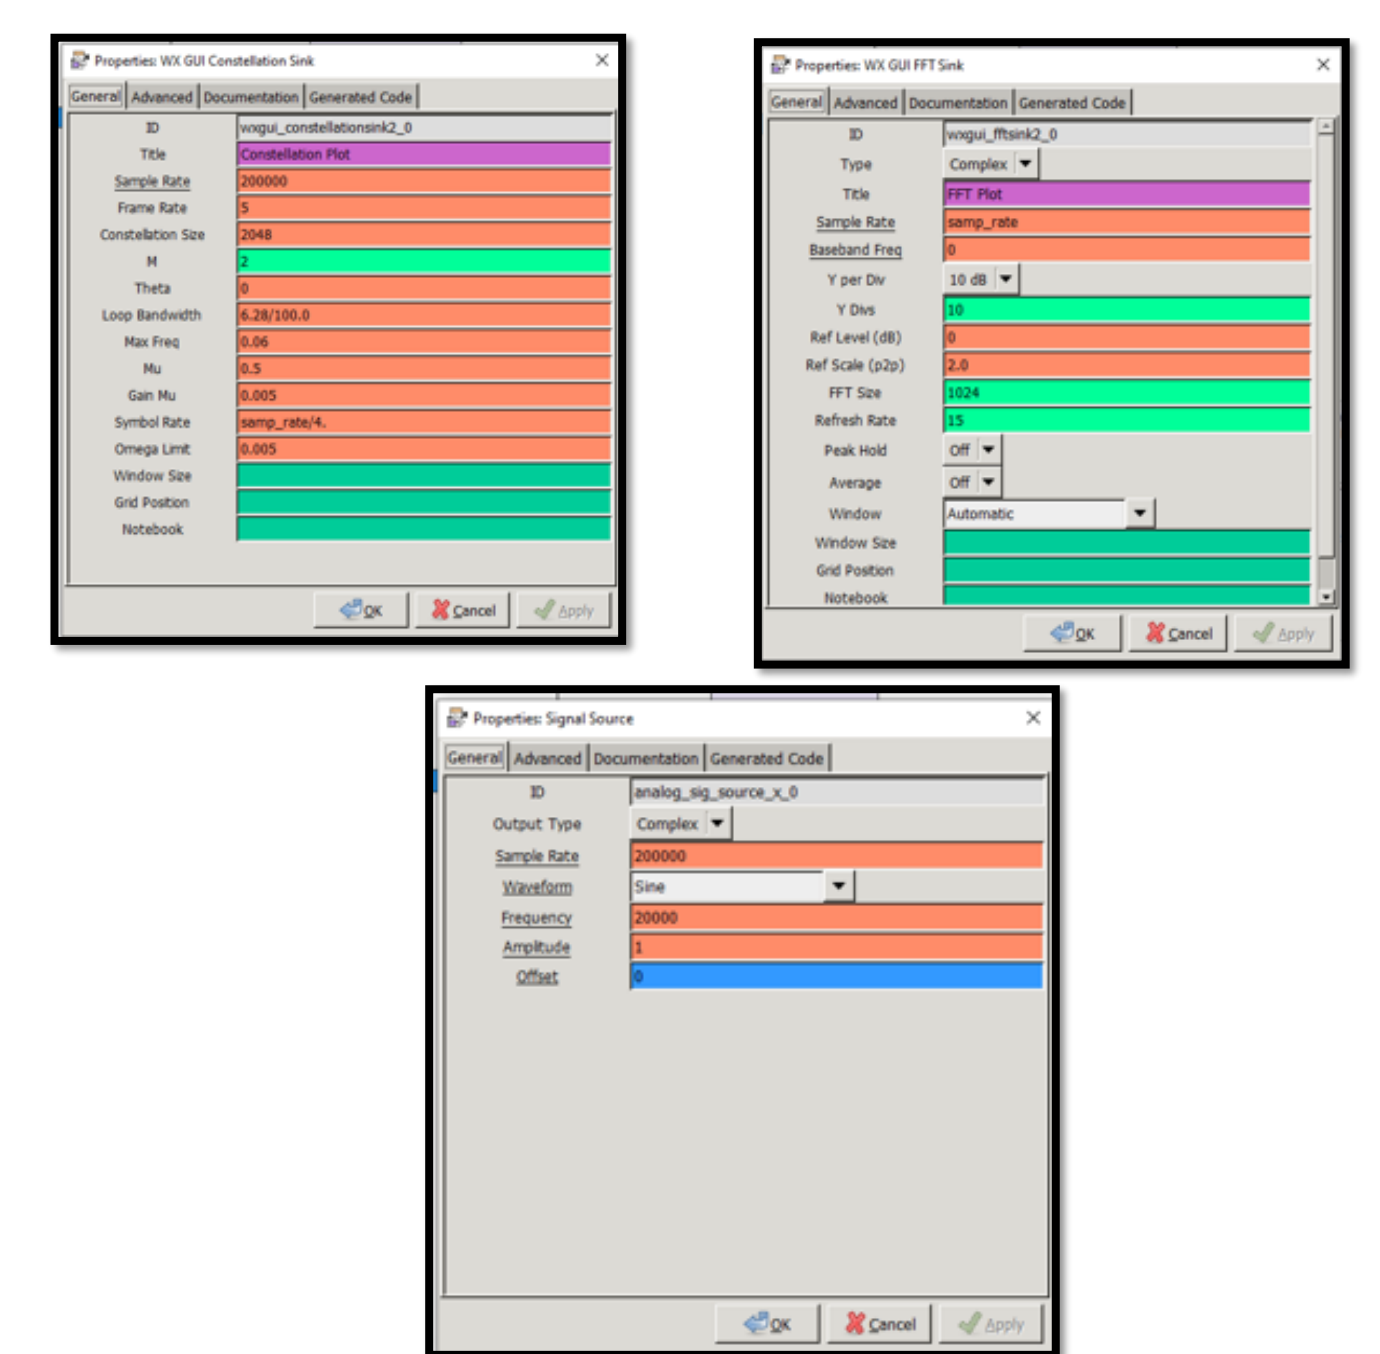 Properties: WX GUI Constellation Sink
General Advanced Documentation Generated Code
ID wxgui_constellationsink2_0
Title Constellation Plot
Sample Rate 200000
Frame Rate 5
Constellation Size 2048
M 2
Theta 0
Loop Bandwidth 6.28/100.0
Max Freq 0.06
Mu 0.5
Gain Mu 0.005
Symbol Rate samp_rate/4.
Omega Limit 0.005
Window Size
Grid Position
Notebook
OK Cancel Apply
Properties: WX GUI FFT Sink
General Advanced Documentation Generated Code
ID wxgui_fftsink2_0
Type Complex
Title FFT Plot
Sample Rate samp_rate
Baseband Freq 0
Y per Div 10 dB
Y Divs 10
Ref Level (dB) 0
Ref Scale (p2p) 2.0
FFT Size 1024
Refresh Rate 15
Peak Hold Off
Average Off
Window Automatic
Window Size
Grid Position
Notebook
OK Cancel Apply
Properties: Signal Source
General Advanced Documentation Generated Code
ID analog_sig_source_x_0
Output Type Complex
Sample Rate 200000
Waveform Sine
Frequency 20000
Amplitude 1
Offset 0
OK Cancel Apply